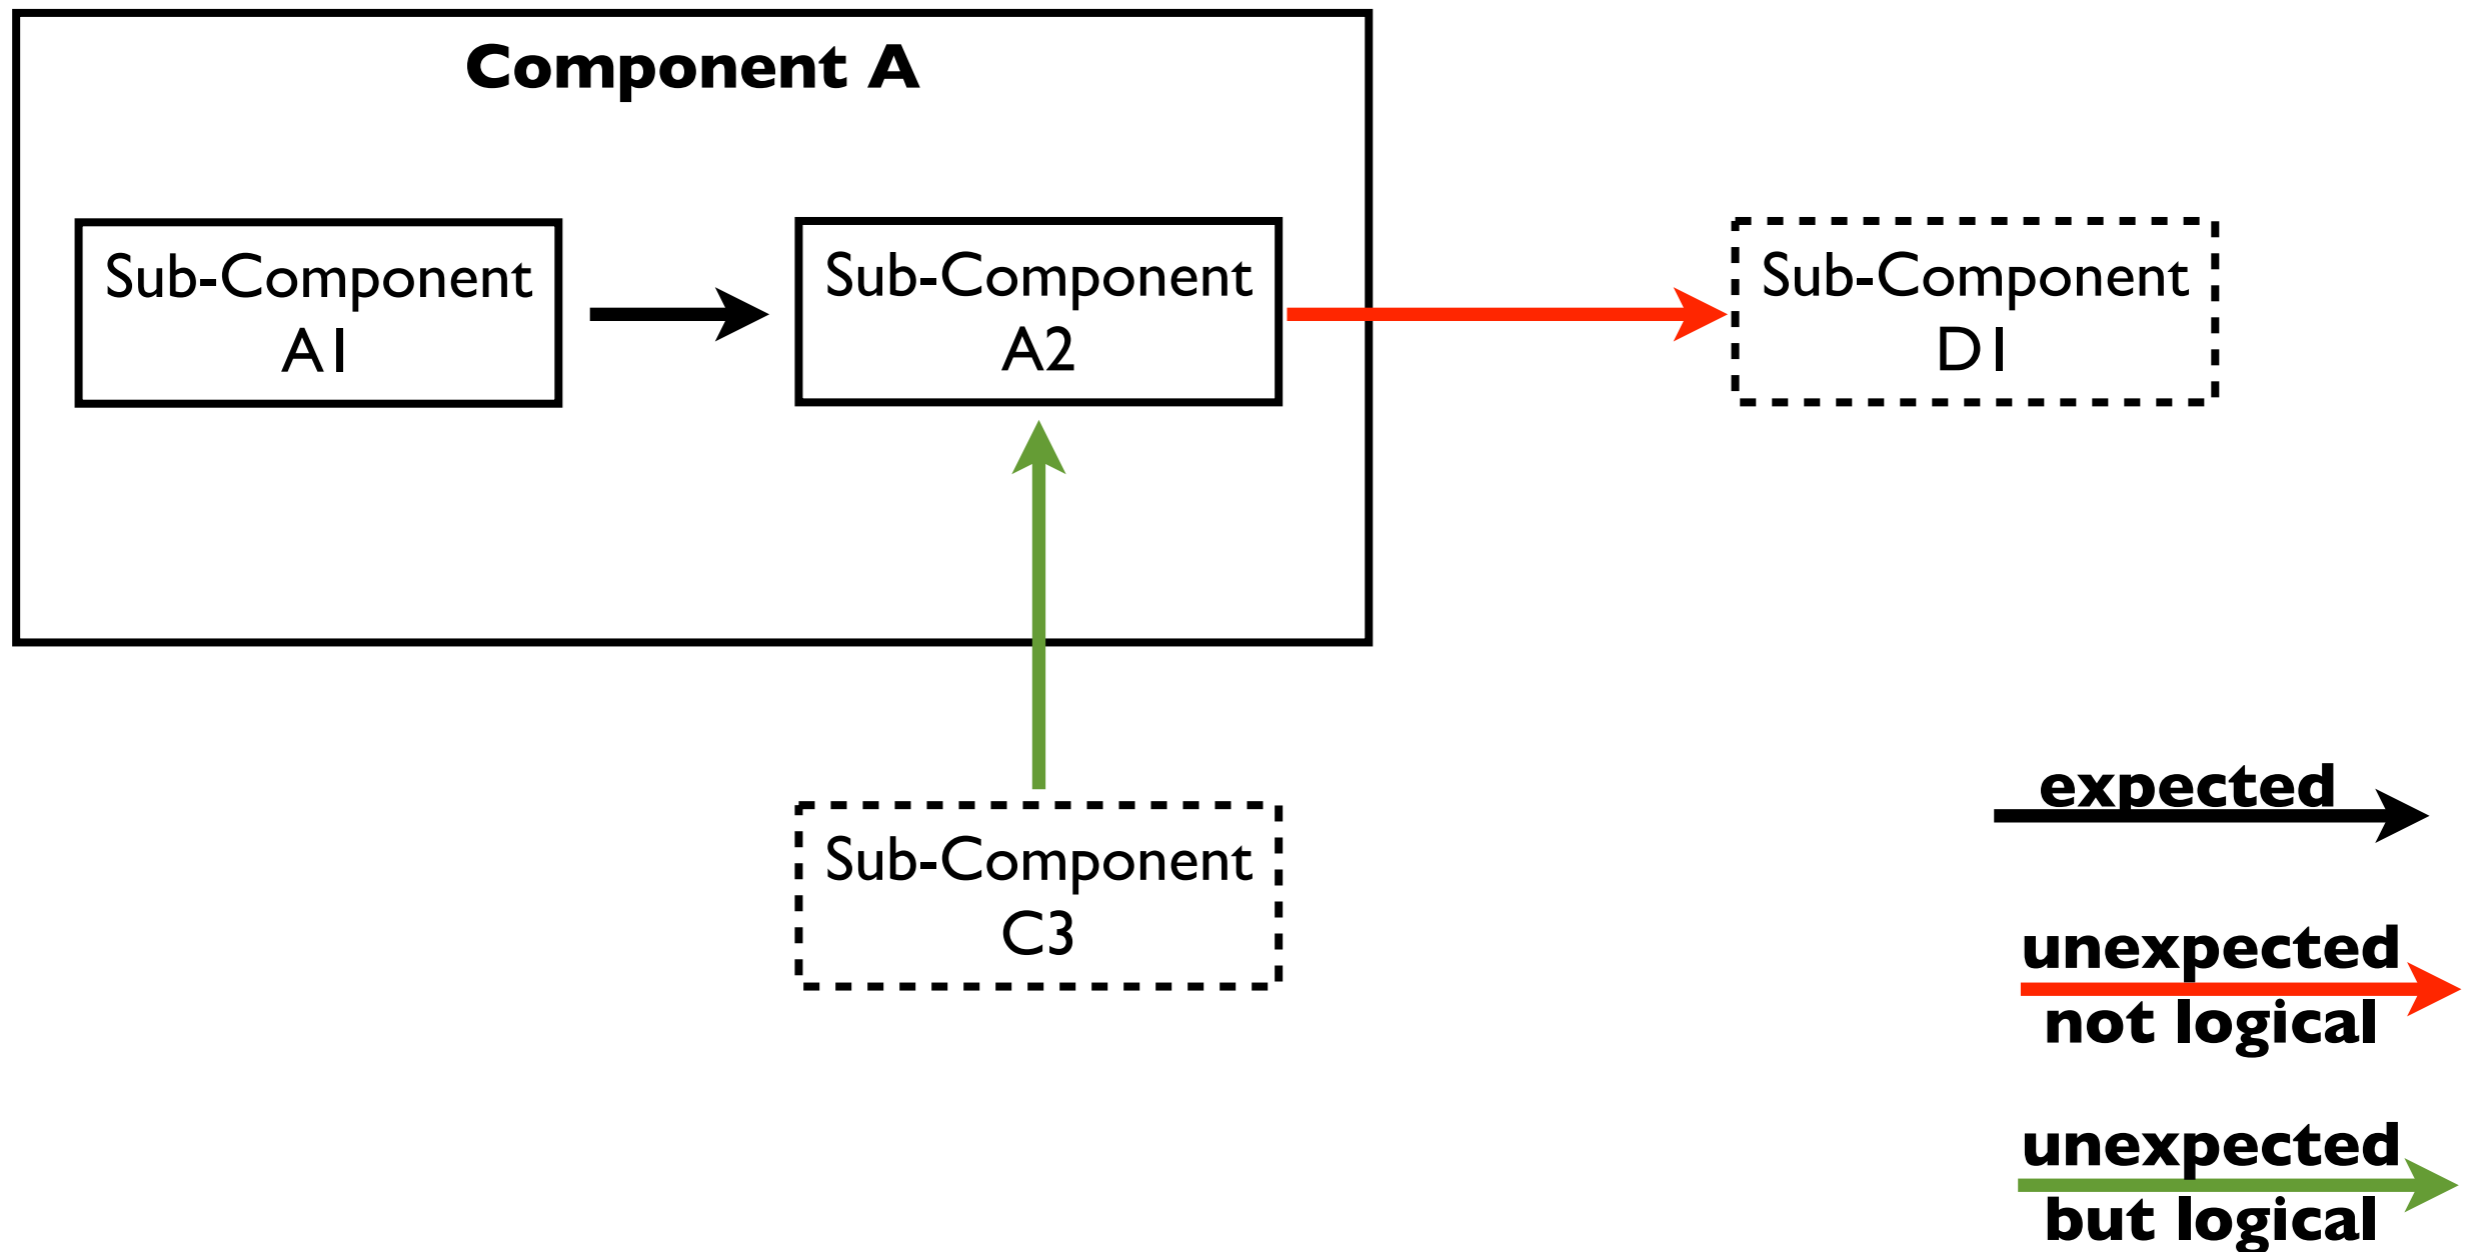 Component A
Sub-Component
A1
Sub-Component
A2
Sub-Component
D1
Sub-Component
C3
expected
unexpected
not logical
unexpected
but logical